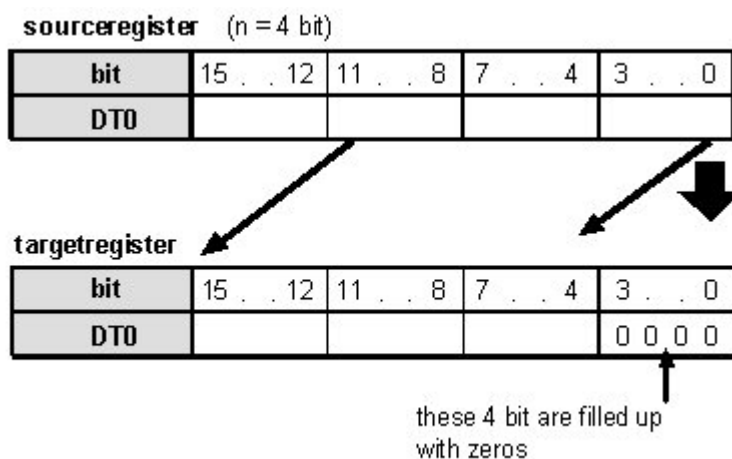 sourceregister (n = 4 bit)
bit 15 . . 12 11 . . 8 7 . . 4 3 . . 0
DT0
targetregister
bit 15 . . 12 11 . . 8 7 . . 4 3 . . 0
DT0 0 0 0 0
these 4 bit are filled up
with zeros